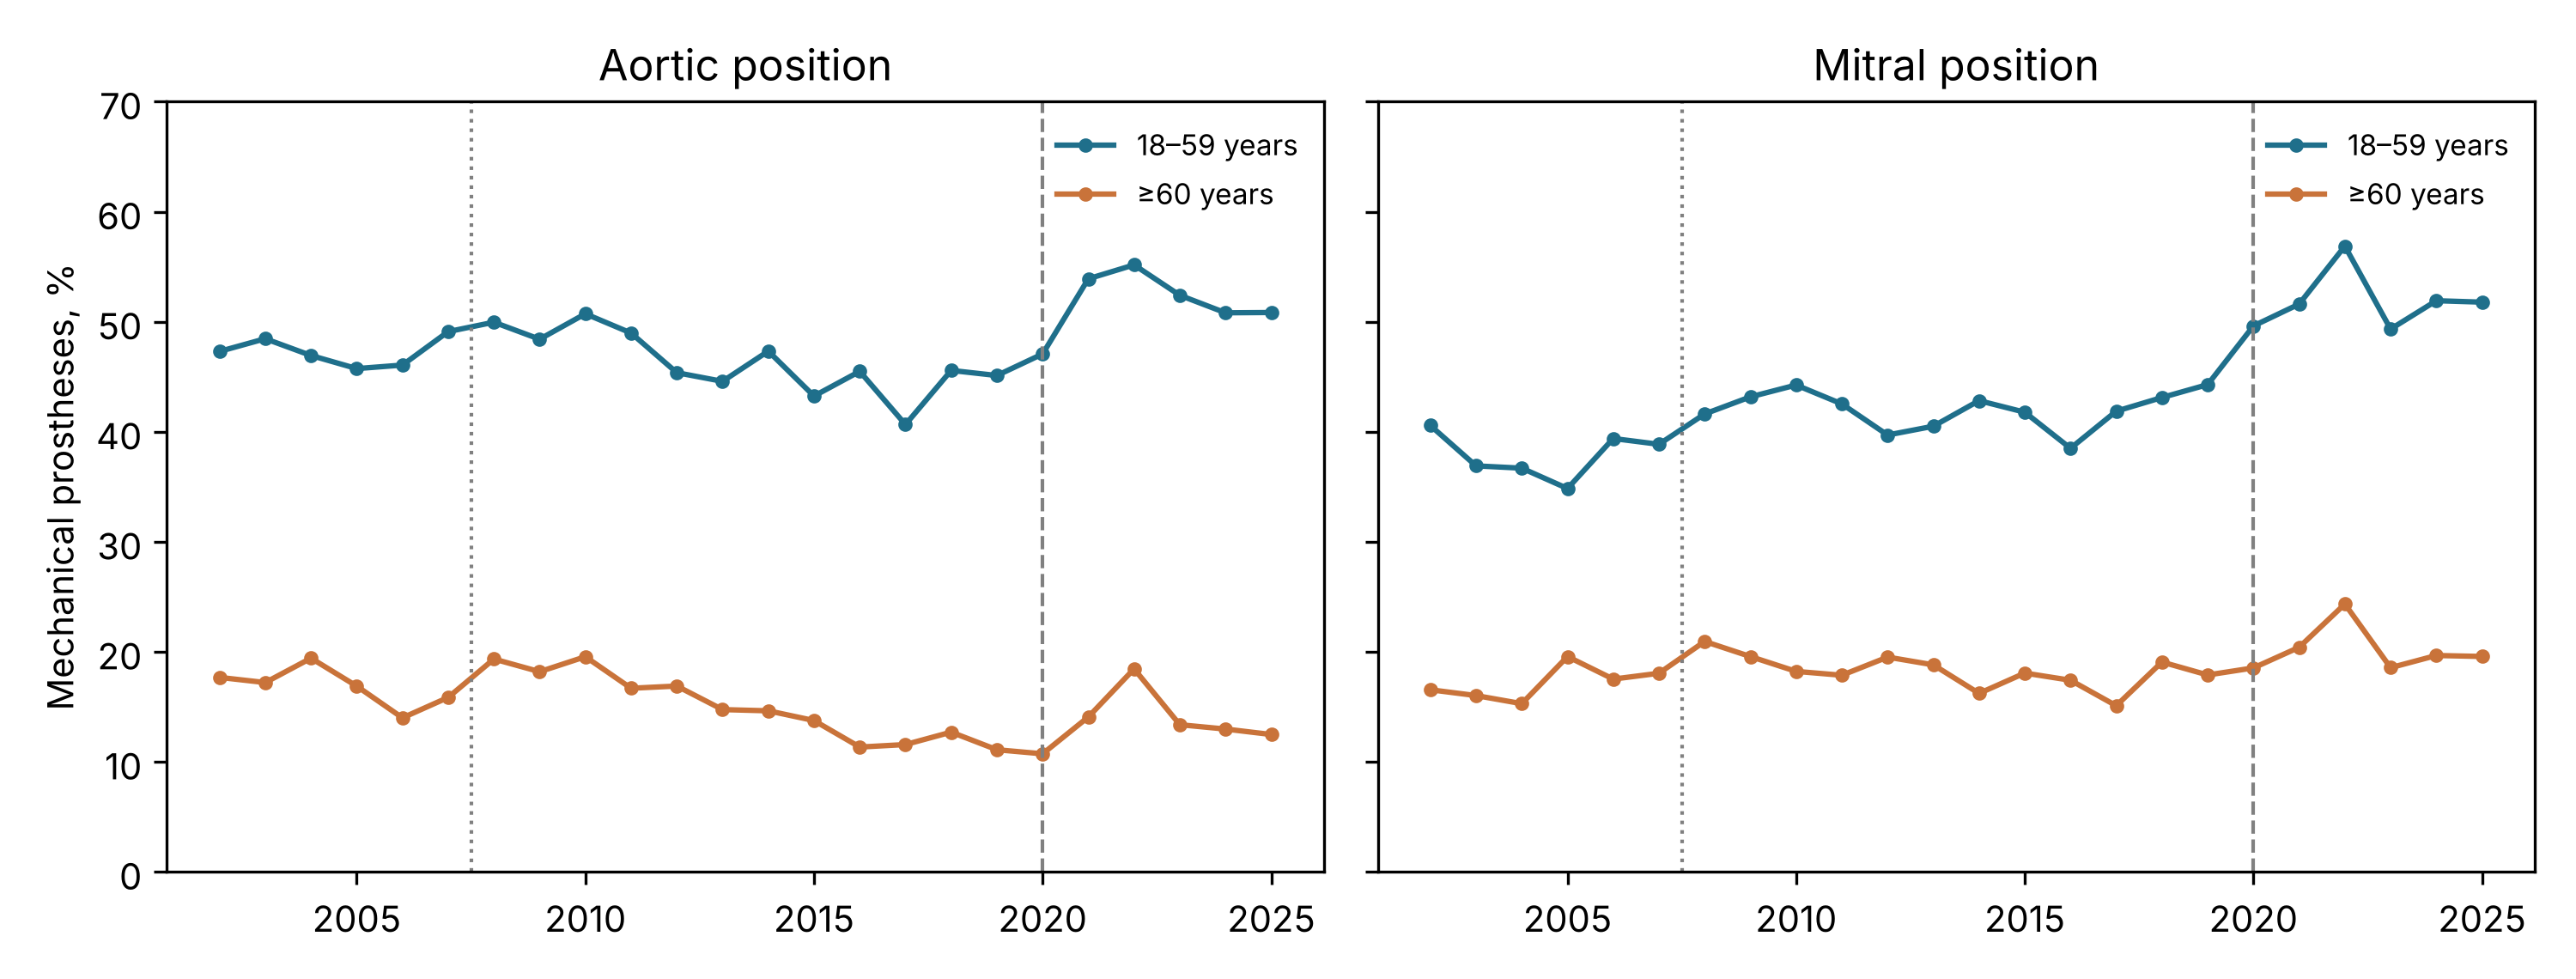 Aortic position
Mechanical prostheses, %
70
60
50
40
30
20
10
0
18–59 years
≥60 years
2005 2010 2015 2020 2025
Mitral position
18–59 years
≥60 years
2005 2010 2015 2020 2025